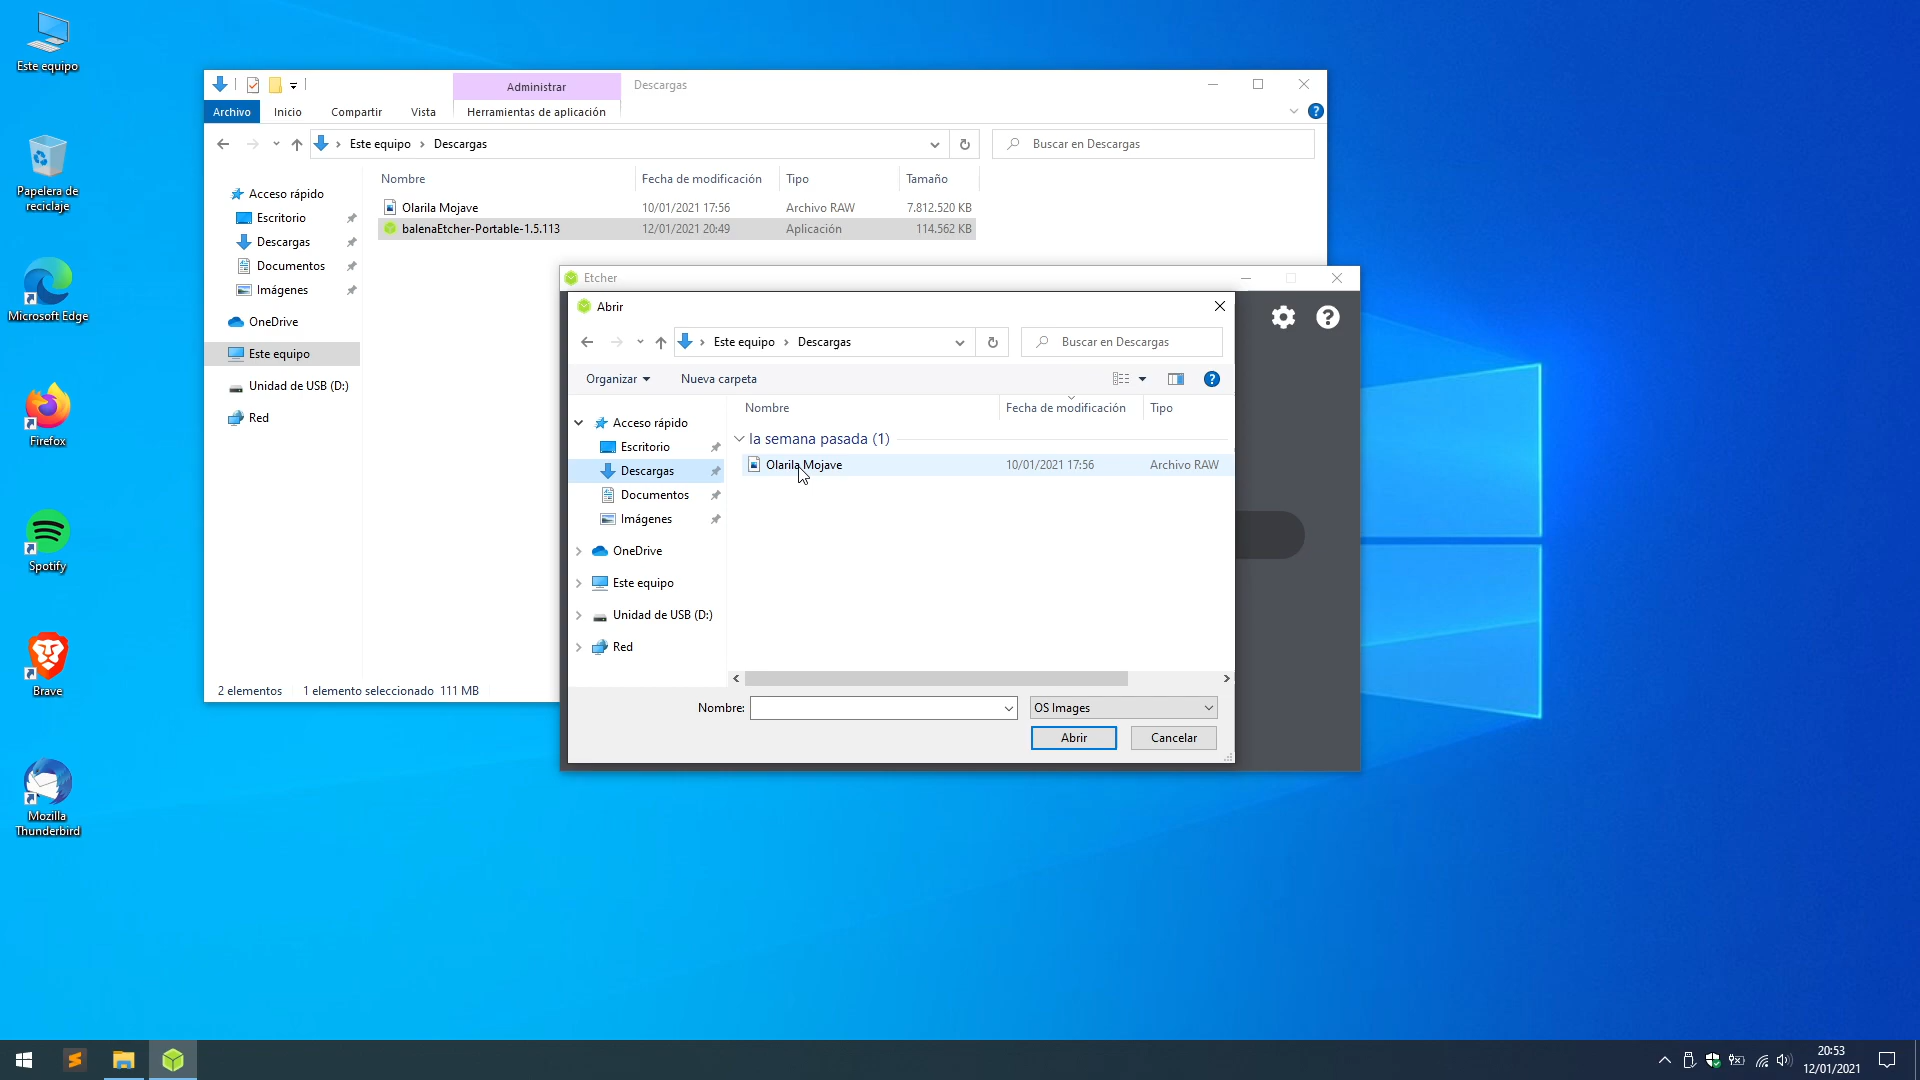 Este equipo
Papelera de
reciclaje
Microsoft Edge
Firefox
Spotify
Brave
Mozilla
Thunderbird
Administrar
Descargas
Archivo
Inicio
Compartir
Vista
Herramientas de aplicación
Este equipo > Descargas
Buscar en Descargas
Nombre
Fecha de modificación
Tipo
Tamaño
Acceso rápido
Escritorio
Descargas
Documentos
Imágenes
OneDrive
Este equipo
Unidad de USB (D:)
Red
Olarila Mojave 10/01/2021 17:56 Archivo RAW 7.812.520 KB
balenaEtcher-Portable-1.5.113 12/01/2021 20:49 Aplicación 114.562 KB
2 elementos 1 elemento seleccionado 111 MB
Etcher
Abrir
Este equipo > Descargas
Buscar en Descargas
Organizar
Nueva carpeta
Acceso rápido
Escritorio
Descargas
Documentos
Imágenes
OneDrive
Este equipo
Unidad de USB (D:)
Red
Nombre
Fecha de modificación
Tipo
la semana pasada (1)
Olarila Mojave 10/01/2021 17:56 Archivo RAW
Nombre:
OS Images
Abrir
Cancelar
20:53
12/01/2021